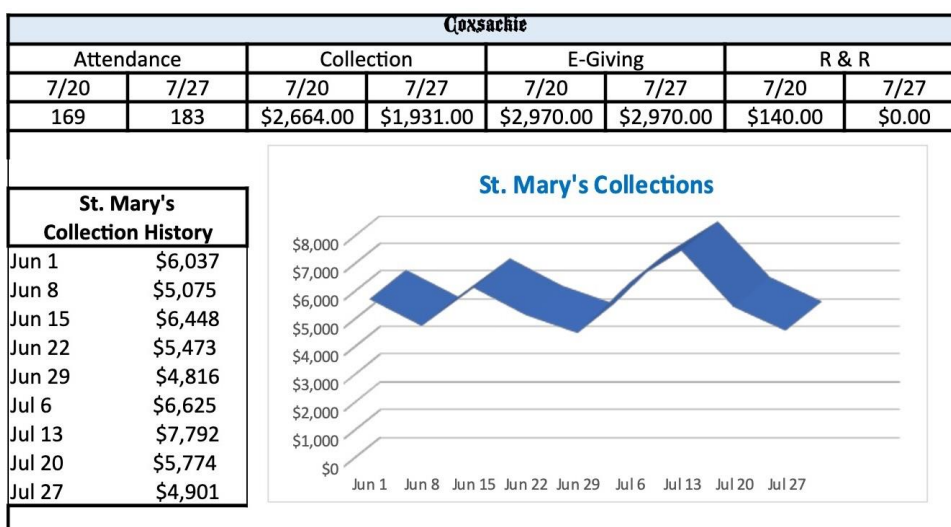 Coxsackie
Attendance Collection E-Giving R & R
7/20 7/27 7/20 7/27 7/20 7/27 7/20 7/27
169 183 $2,664.00 $1,931.00 $2,970.00 $2,970.00 $140.00 $0.00
St. Mary's
Collection History
Jun 1 $6,037
Jun 8 $5,075
Jun 15 $6,448
Jun 22 $5,473
Jun 29 $4,816
Jul 6 $6,625
Jul 13 $7,792
Jul 20 $5,774
Jul 27 $4,901
St. Mary's Collections
$8,000
$7,000
$6,000
$5,000
$4,000
$3,000
$2,000
$1,000
$0
Jun 1 Jun 8 Jun 15 Jun 22 Jun 29 Jul 6 Jul 13 Jul 20 Jul 27